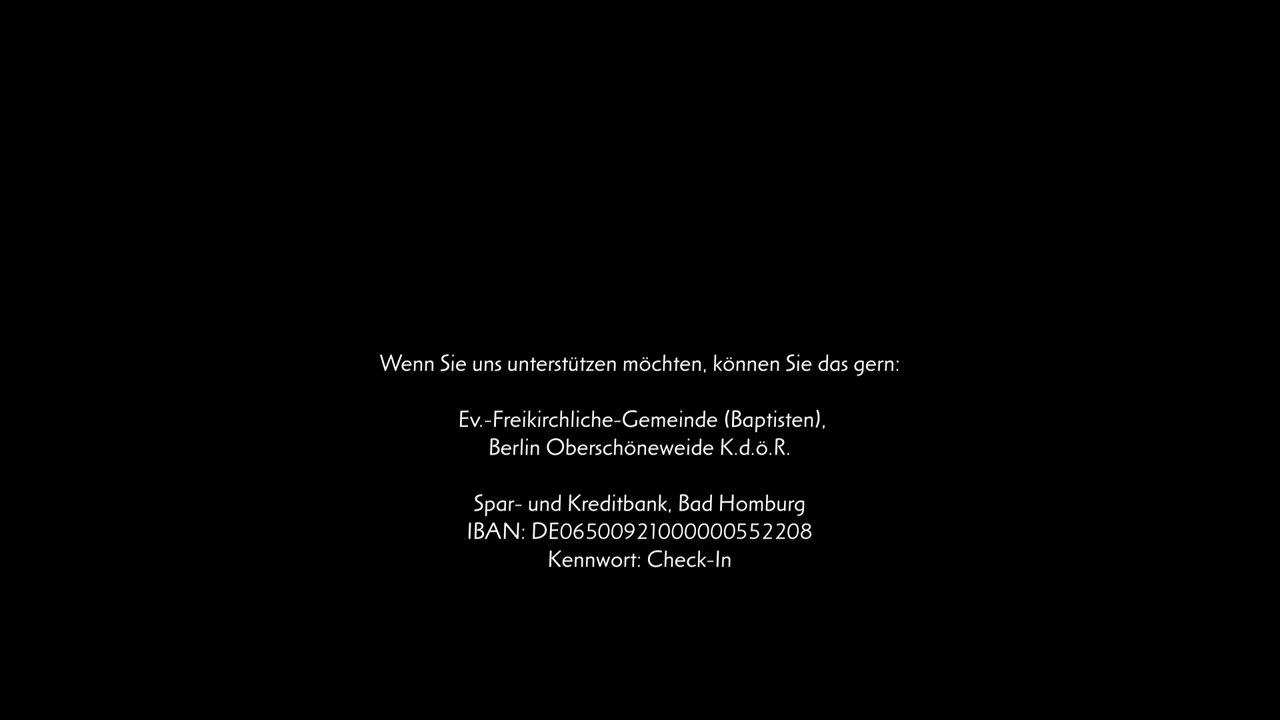 Wenn Sie uns unterstützen möchten, können Sie das gern:
Ev.-Freikirchliche-Gemeinde (Baptisten),
Berlin Oberschöneweide K.d.ö.R.
Spar- und Kreditbank, Bad Homburg
IBAN: DE06500921000000552208
Kennwort: Check-In